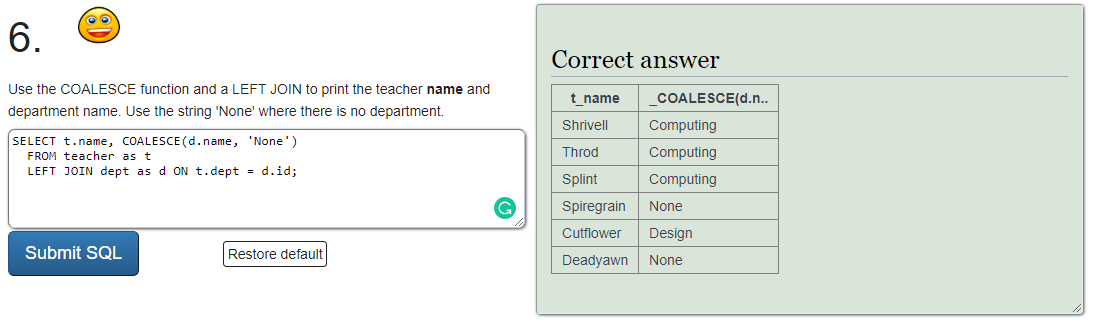 6.
Use the COALESCE function and a LEFT JOIN to print the teacher name and
department name. Use the string 'None' where there is no department.
SELECT t.name, COALESCE(d.name, 'None')
FROM teacher as t
LEFT JOIN dept as d ON t.dept = d.id;
G
Submit SQL
Restore default
Correct answer
t_name _COALESCE(d.n..
Shrivell Computing
Throd Computing
Splint Computing
Spiregrain None
Cutflower Design
Deadyawn None